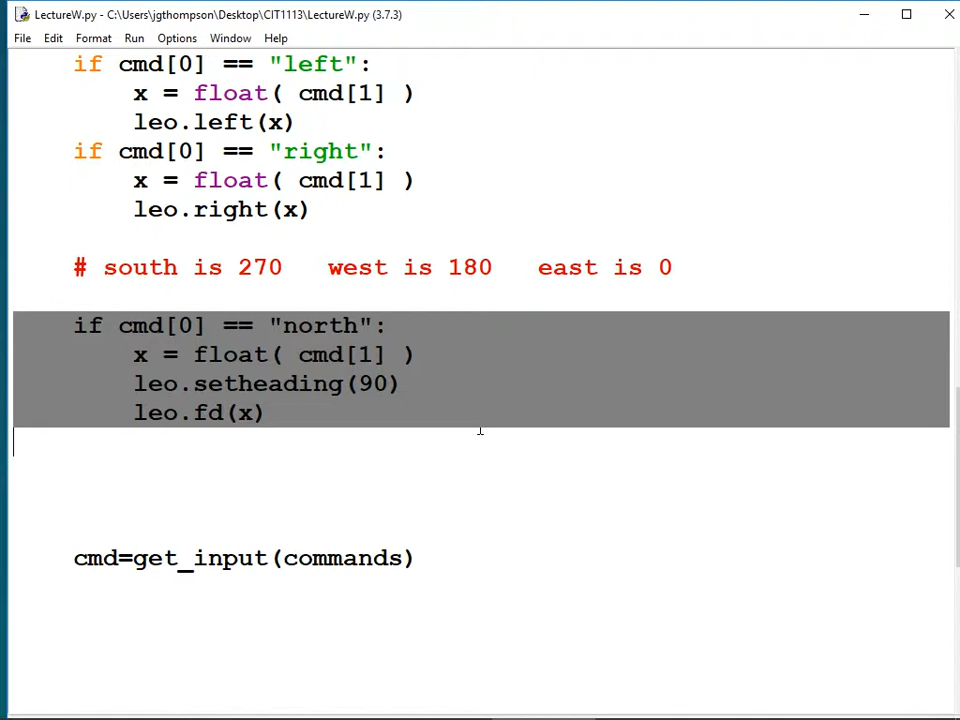 LectureW.py - C:\Users\jgthompson\Desktop\CIT1113\LectureW.py (3.7.3)
File Edit Format Run Options Window Help
if cmd[0] == "left":
    x = float( cmd[1] )
    leo.left(x)
if cmd[0] == "right":
    x = float( cmd[1] )
    leo.right(x)
# south is 270   west is 180   east is 0
if cmd[0] == "north":
    x = float( cmd[1] )
    leo.setheading(90)
    leo.fd(x)
cmd=get_input(commands)